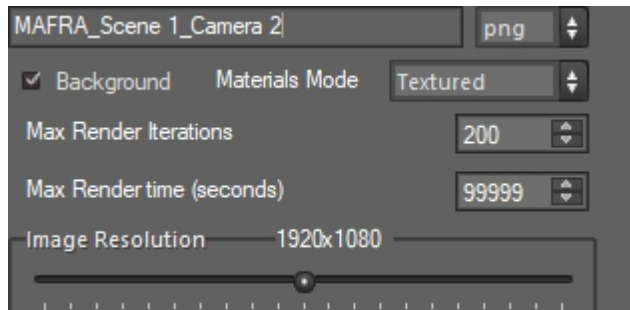 MAFRA_Scene 1_Camera 2 png
Background Materials Mode Textured
Max Render Iterations 200
Max Render time (seconds) 99999
Image Resolution 1920x1080